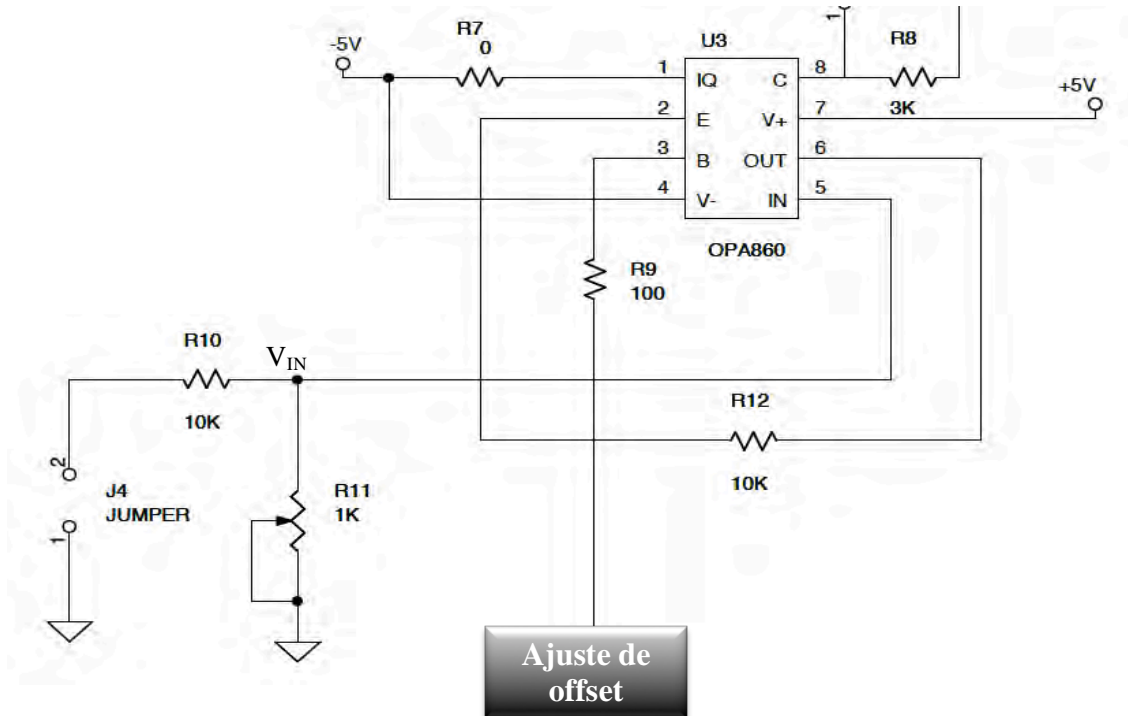 R7
0
-5V
U3
1
R8
3K
+5V
1 IQ C 8
2 E V+ 7
3 B OUT 6
4 V- IN 5
OPA860
R9
100
R10
10K
VIN
R12
10K
2
J4
JUMPER
1
R11
1K
Ajuste de
offset